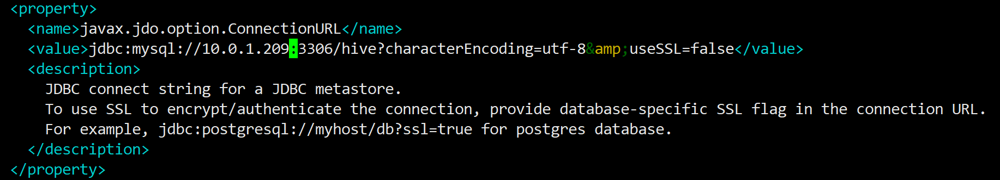 <property>
<name>javax.jdo.option.ConnectionURL</name>
<value>jdbc:mysql://10.0.1.209:3306/hive?characterEncoding=utf-8&amp;useSSL=false</value>
<description>
JDBC connect string for a JDBC metastore.
To use SSL to encrypt/authenticate the connection, provide database-specific SSL flag in the connection URL.
For example, jdbc:postgresql://myhost/db?ssl=true for postgres database.
</description>
</property>